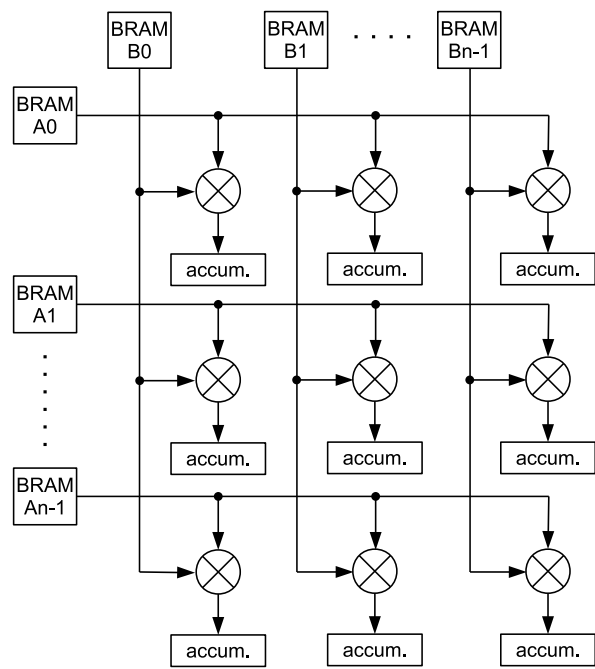 BRAM
B0
BRAM
B1
. . . .
BRAM
Bn-1
BRAM
A0
accum.
accum.
accum.
BRAM
A1
accum.
accum.
accum.
BRAM
An-1
accum.
accum.
accum.